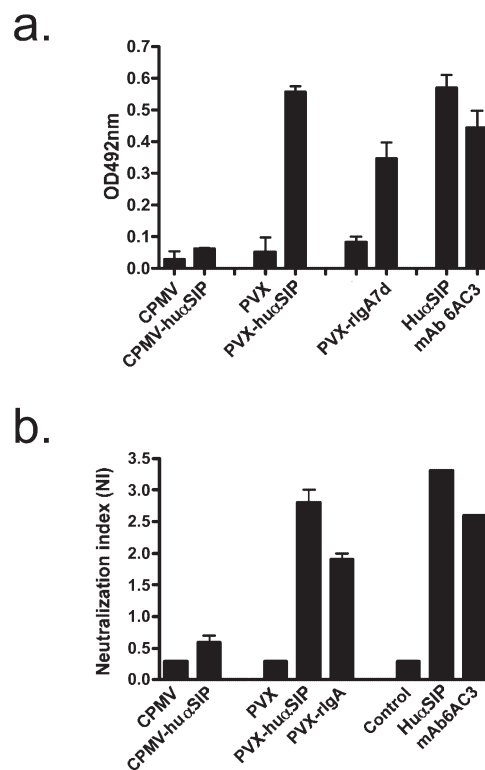 a.
OD492nm
0.7
0.6
0.5
0.4
0.3
0.2
0.1
0.0
CPMV
CPMV-huαSIP
PVX
PVX-huαSIP
PVX-rIgA7d
HuαSIP
mAb 6AC3
b.
Neutralization index (NI)
3.5
3.0
2.5
2.0
1.5
1.0
0.5
0.0
CPMV
CPMV-huαSIP
PVX
PVX-huαSIP
PVX-rIgA
Control
HuαSIP
mAb6AC3